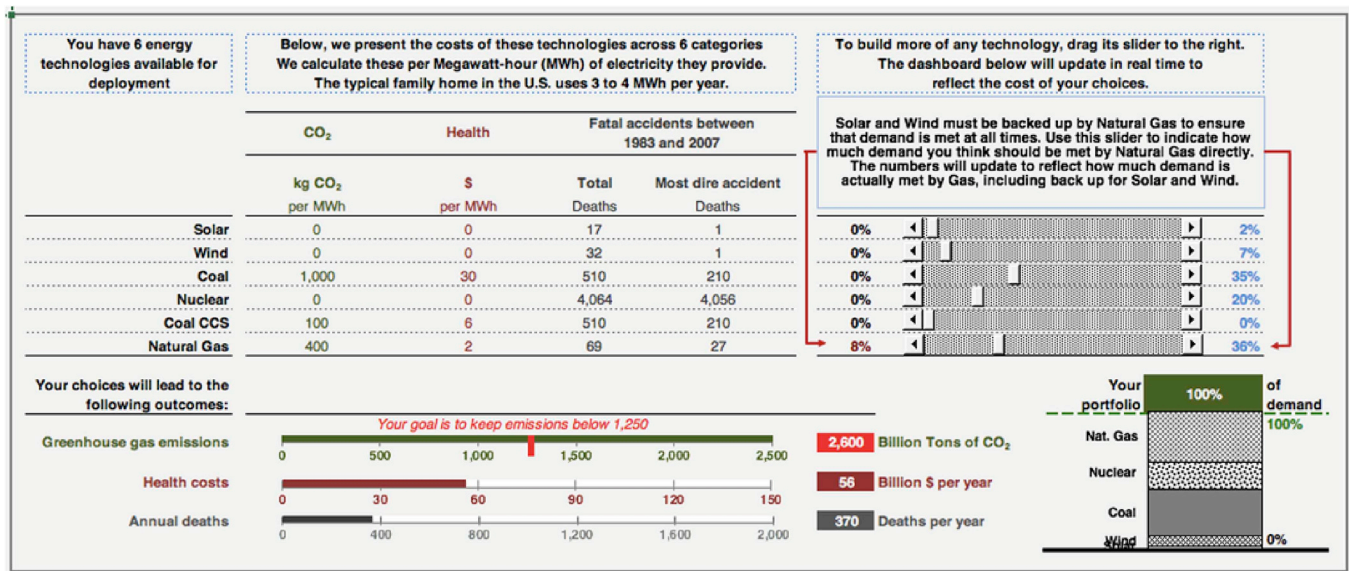 You have 6 energy
technologies available for
deployment
Below, we present the costs of these technologies across 6 categories
We calculate these per Megawatt-hour (MWh) of electricity they provide.
The typical family home in the U.S. uses 3 to 4 MWh per year.
To build more of any technology, drag its slider to the right.
The dashboard below will update in real time to
reflect the cost of your choices.
CO₂ Health Fatal accidents between
1983 and 2007
Solar and Wind must be backed up by Natural Gas to ensure
that demand is met at all times. Use this slider to indicate how
much demand you think should be met by Natural Gas directly.
The numbers will update to reflect how much demand is
actually met by Gas, including back up for Solar and Wind.
kg CO₂ $ Total Most dire accident
per MWh per MWh Deaths Deaths
Solar 0 0 17 1 0% 2%
Wind 0 0 32 1 0% 7%
Coal 1,000 30 510 210 0% 35%
Nuclear 0 0 4,064 4,056 0% 20%
Coal CCS 100 6 510 210 0% 0%
Natural Gas 400 2 69 27 8% 36%
Your choices will lead to the
following outcomes:
Your goal is to keep emissions below 1,250
Greenhouse gas emissions
0 500 1,000 1,500 2,000 2,500
2,600 Billion Tons of CO₂
Health costs
0 30 60 90 120 150
56 Billion $ per year
Annual deaths
0 400 800 1,200 1,600 2,000
370 Deaths per year
Your
portfolio
100%
of
demand
100%
Nat. Gas
Nuclear
Coal
Wind
0%